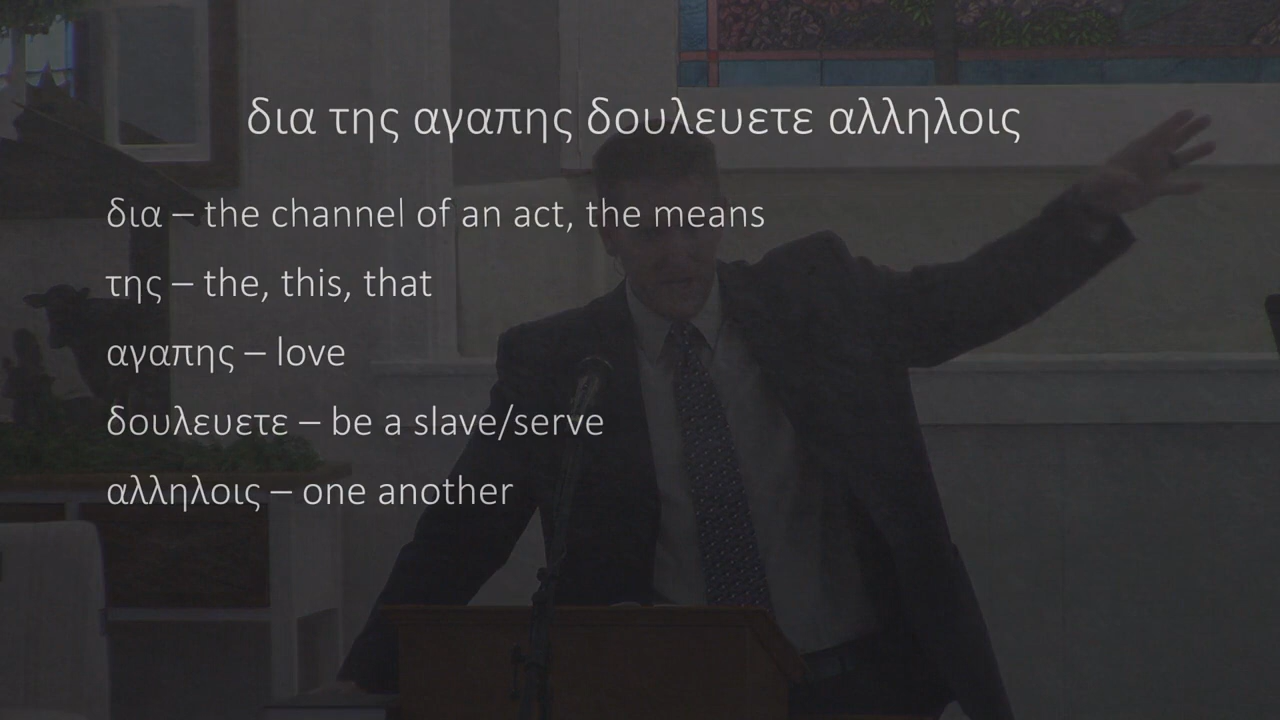 δια της αγαπης δουλευετε αλληλοις
δια – the channel of an act, the means
της – the, this, that
αγαπης – love
δουλευετε – be a slave/serve
αλληλοις – one another